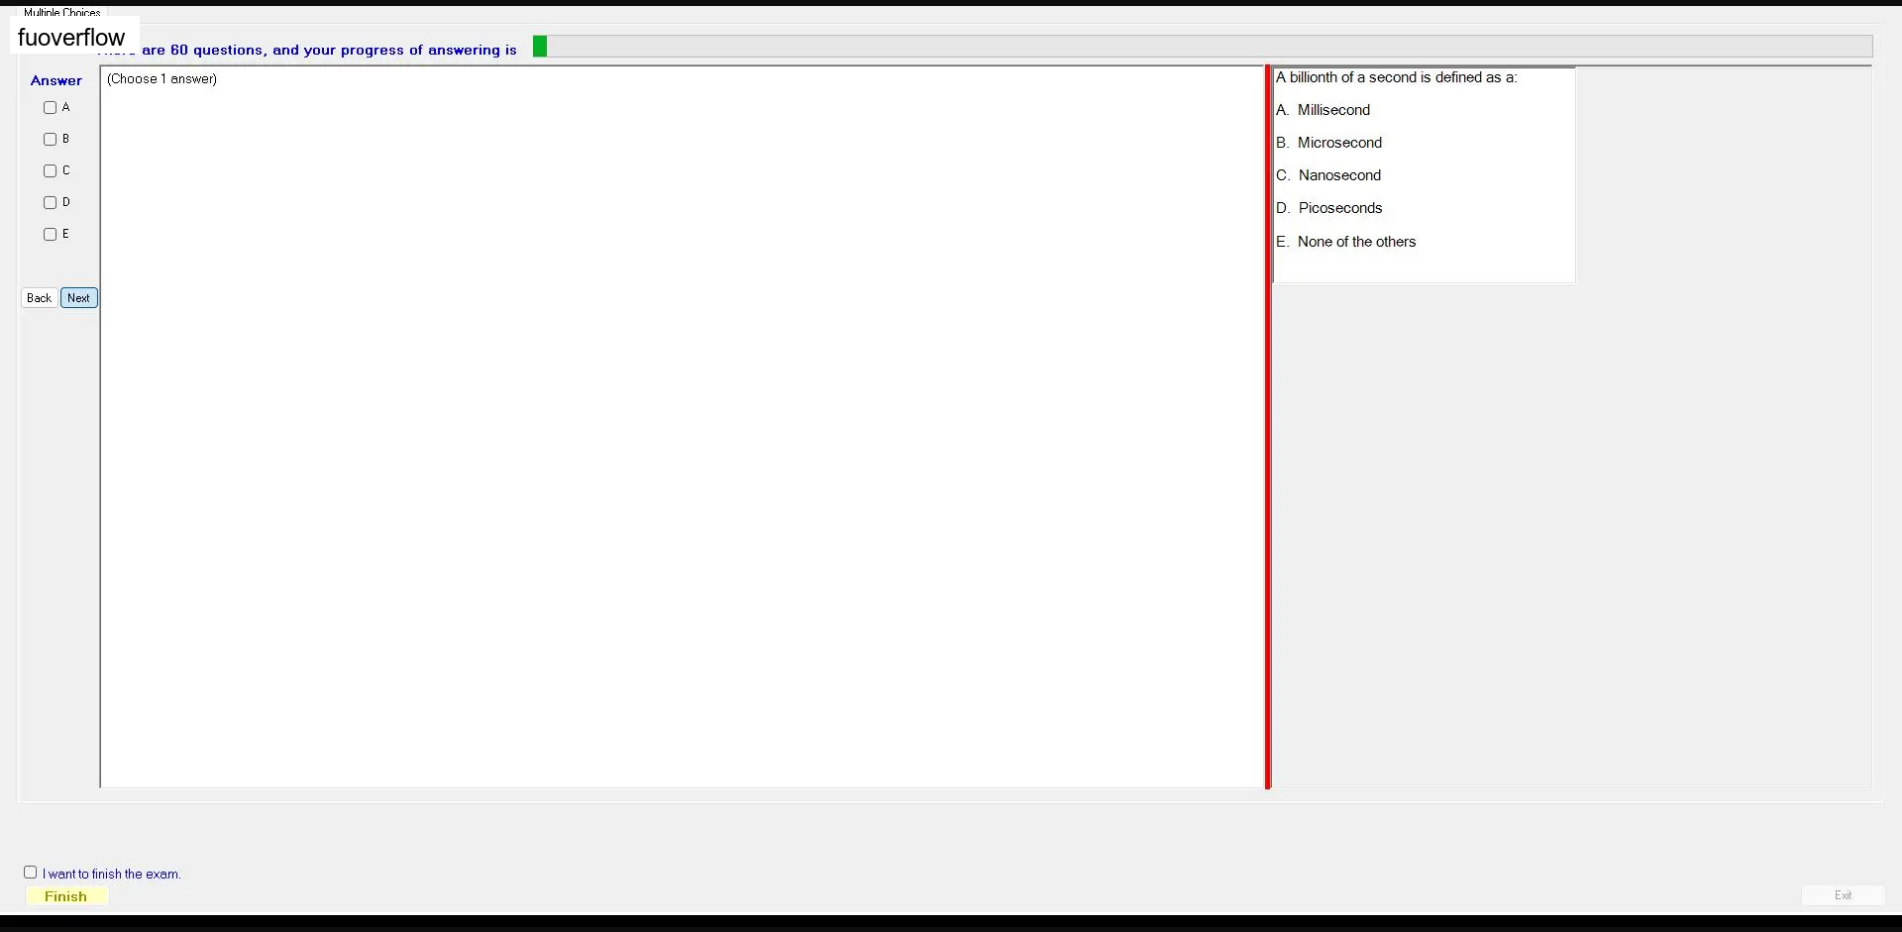 Multiple Choices
fuoverflow
are 60 questions, and your progress of answering is
Answer
(Choose 1 answer)
A
B
C
D
E
Back Next
A billionth of a second is defined as a:
A. Millisecond
B. Microsecond
C. Nanosecond
D. Picoseconds
E. None of the others
I want to finish the exam.
Finish
Exit